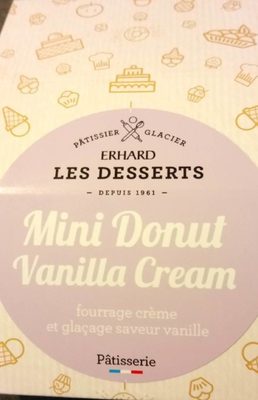 PÂTISSIER GLACIER
ERHARD
LES DESSERTS
- DEPUIS 1961 -
Mini Donut
Vanilla Cream
fourrage crème
et glaçage saveur vanille
Pâtisserie